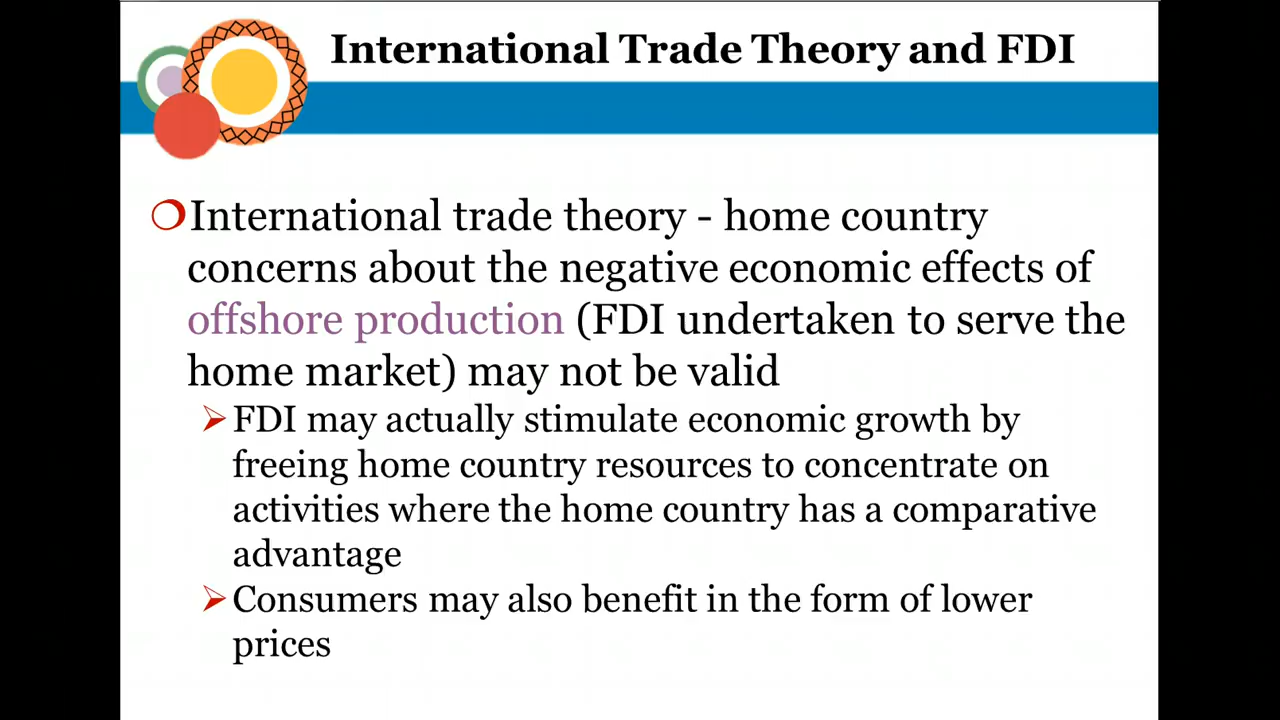 International Trade Theory and FDI
International trade theory - home country
concerns about the negative economic effects of
offshore production (FDI undertaken to serve the
home market) may not be valid
FDI may actually stimulate economic growth by
freeing home country resources to concentrate on
activities where the home country has a comparative
advantage
Consumers may also benefit in the form of lower
prices